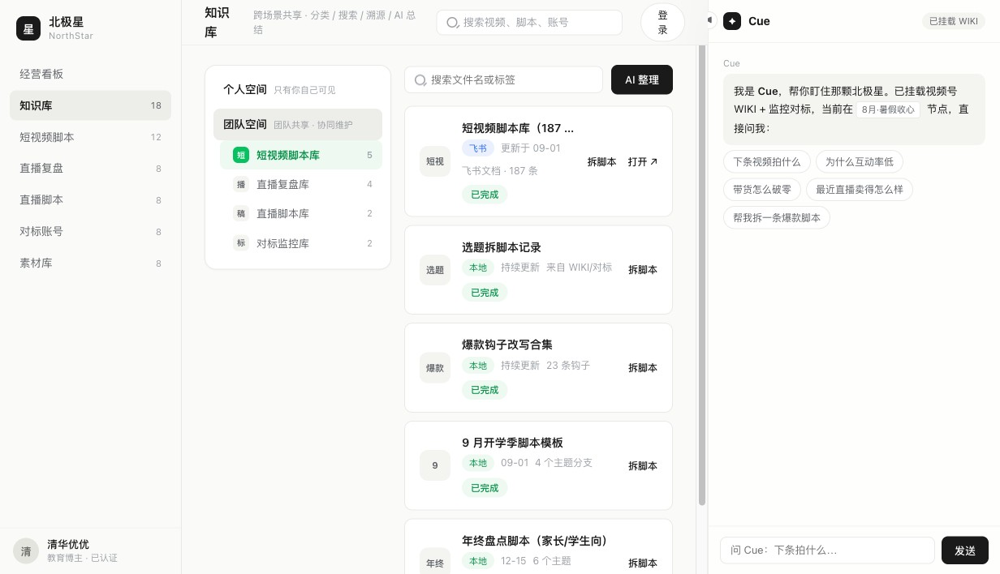 星
北极星
NorthStar
经营看板
知识库 18
短视频脚本 12
直播复盘 8
直播脚本 8
对标账号 8
素材库 8
清
清华优优
教育博主 · 已认证
知识
库
跨场景共享 · 分类 / 搜索 / 溯源 / AI 总
结
搜索视频、脚本、账号
登
录
个人空间 只有你自己可见
团队空间 团队共享 · 协同维护
短 短视频脚本库 5
播 直播复盘库 4
稿 直播脚本库 2
标 对标监控库 2
搜索文件名或标签
AI 整理
短视
短视频脚本库（187 ...
飞书 更新于 09-01
飞书文档 · 187 条
已完成
拆脚本 打开 ↗
选题
选题拆脚本记录
本地 持续更新 来自 WIKI/对标
已完成
拆脚本
爆款
爆款钩子改写合集
本地 持续更新 23 条钩子
已完成
拆脚本
9
9 月开学季脚本模板
本地 09-01 4 个主题分支
已完成
拆脚本
年终
年终盘点脚本（家长/学生向）
本地 12-15 6 个主题
拆脚本
Cue
已挂载 WIKI
Cue
我是 Cue，帮你盯住那颗北极星。已挂载视频号
WIKI + 监控对标，当前在 8月·暑假收心 节点，直
接问我：
下条视频拍什么 为什么互动率低
带货怎么破零 最近直播卖得怎么样
帮我拆一条爆款脚本
问 Cue：下条拍什么…
发送